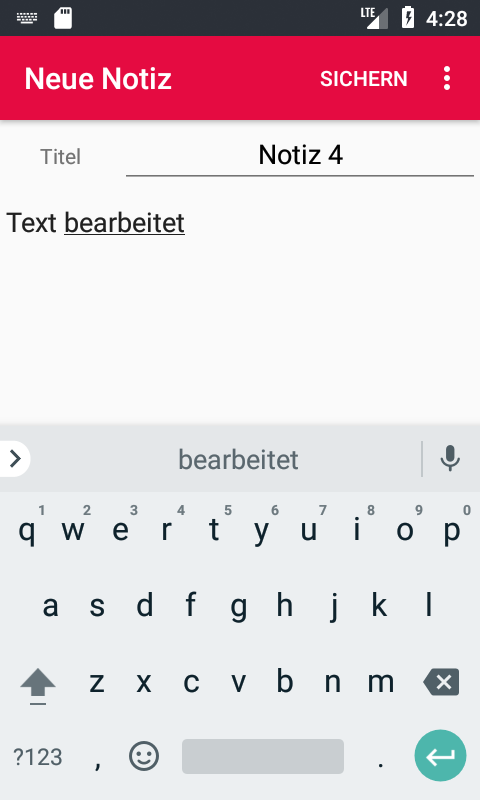 LTE 4:28
Neue Notiz SICHERN
Titel Notiz 4
Text bearbeitet
bearbeitet
1 2 3 4 5 6 7 8 9 0
q w e r t y u i o p
a s d f g h j k l
z x c v b n m
?123 , .